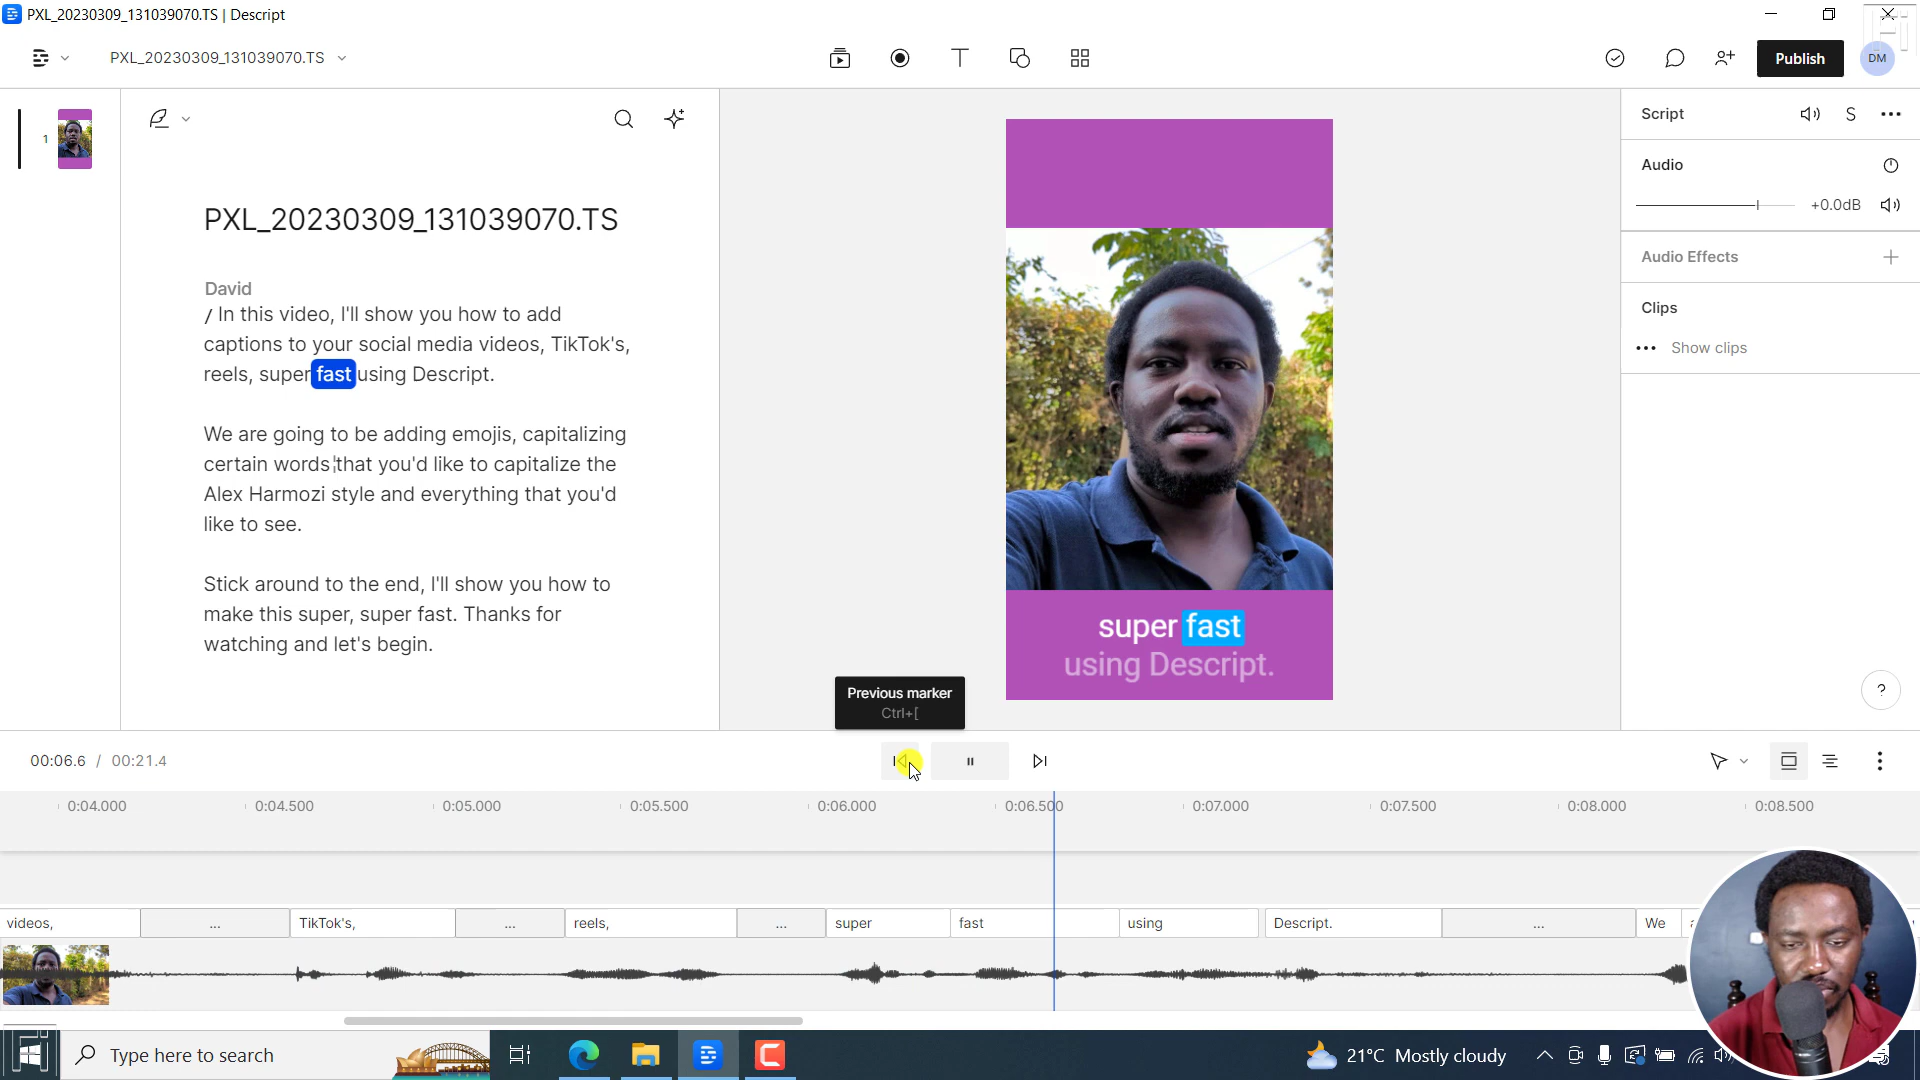 PXL_20230309_131039070.TS | Descript
PXL_20230309_131039070.TS
Publish
DM
1
Script
S
Audio
+0.0dB
Audio Effects
Clips
Show clips
PXL_20230309_131039070.TS
David
/ In this video, I'll show you how to add
captions to your social media videos, TikTok's,
reels, super fast using Descript.
We are going to be adding emojis, capitalizing
certain words that you'd like to capitalize the
Alex Harmozi style and everything that you'd
like to see.
Stick around to the end, I'll show you how to
make this super, super fast. Thanks for
watching and let's begin.
super fast
using Descript.
Previous marker
Ctrl+[
?
00:06.6 / 00:21.4
0:04.000 0:04.500 0:05.000 0:05.500 0:06.000 0:06.500 0:07.000 0:07.500 0:08.000 0:08.500
videos, ... TikTok's, ... reels, ... super fast using Descript. ... We
Type here to search
21°C Mostly cloudy